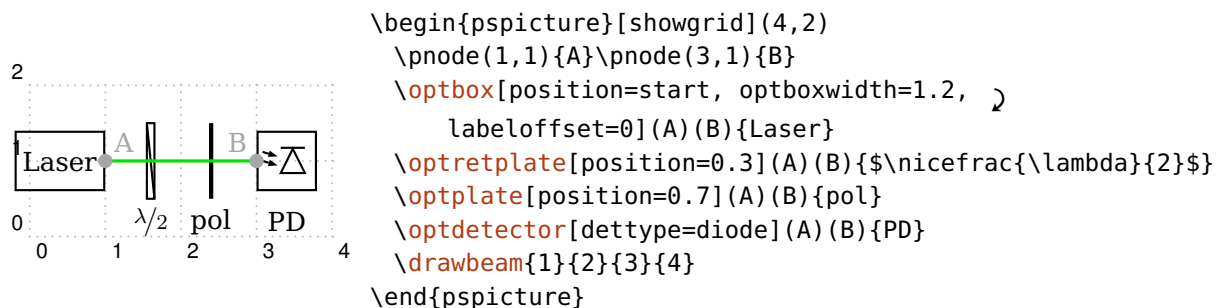 2
1
0
0 1 2 3 4
Laser A B
λ/2 pol PD
\begin{pspicture}[showgrid](4,2)
\pnode(1,1){A}\pnode(3,1){B}
\optbox[position=start, optboxwidth=1.2,
labeloffset=0](A)(B){Laser}
\optretplate[position=0.3](A)(B){$\nicefrac{\lambda}{2}$}
\optplate[position=0.7](A)(B){pol}
\optdetector[dettype=diode](A)(B){PD}
\drawbeam{1}{2}{3}{4}
\end{pspicture}